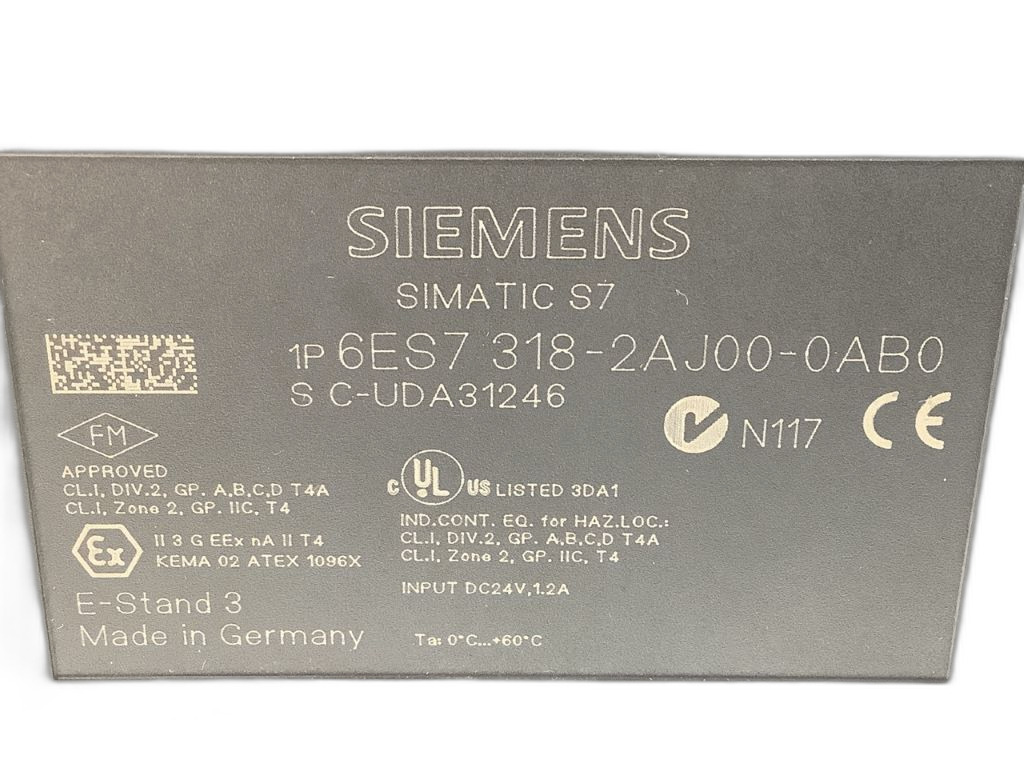 SIEMENS
SIMATIC S7
1P 6ES7 318-2AJ00-0AB0
S C-UDA31246
N117 CE
FM
APPROVED
CL.I, DIV.2, GP. A,B,C,D T4A
CL.I, Zone 2, GP. IIC, T4
C UL US LISTED 3DA1
IND.CONT. EQ. for HAZ.LOC.:
CL.I, DIV.2, GP. A,B,C,D T4A
CL.I, Zone 2, GP. IIC, T4
Ex
II 3 G EEx nA II T4
KEMA 02 ATEX 1096X
INPUT DC24V,1.2A
E-Stand 3
Made in Germany
Ta: 0°C...+60°C